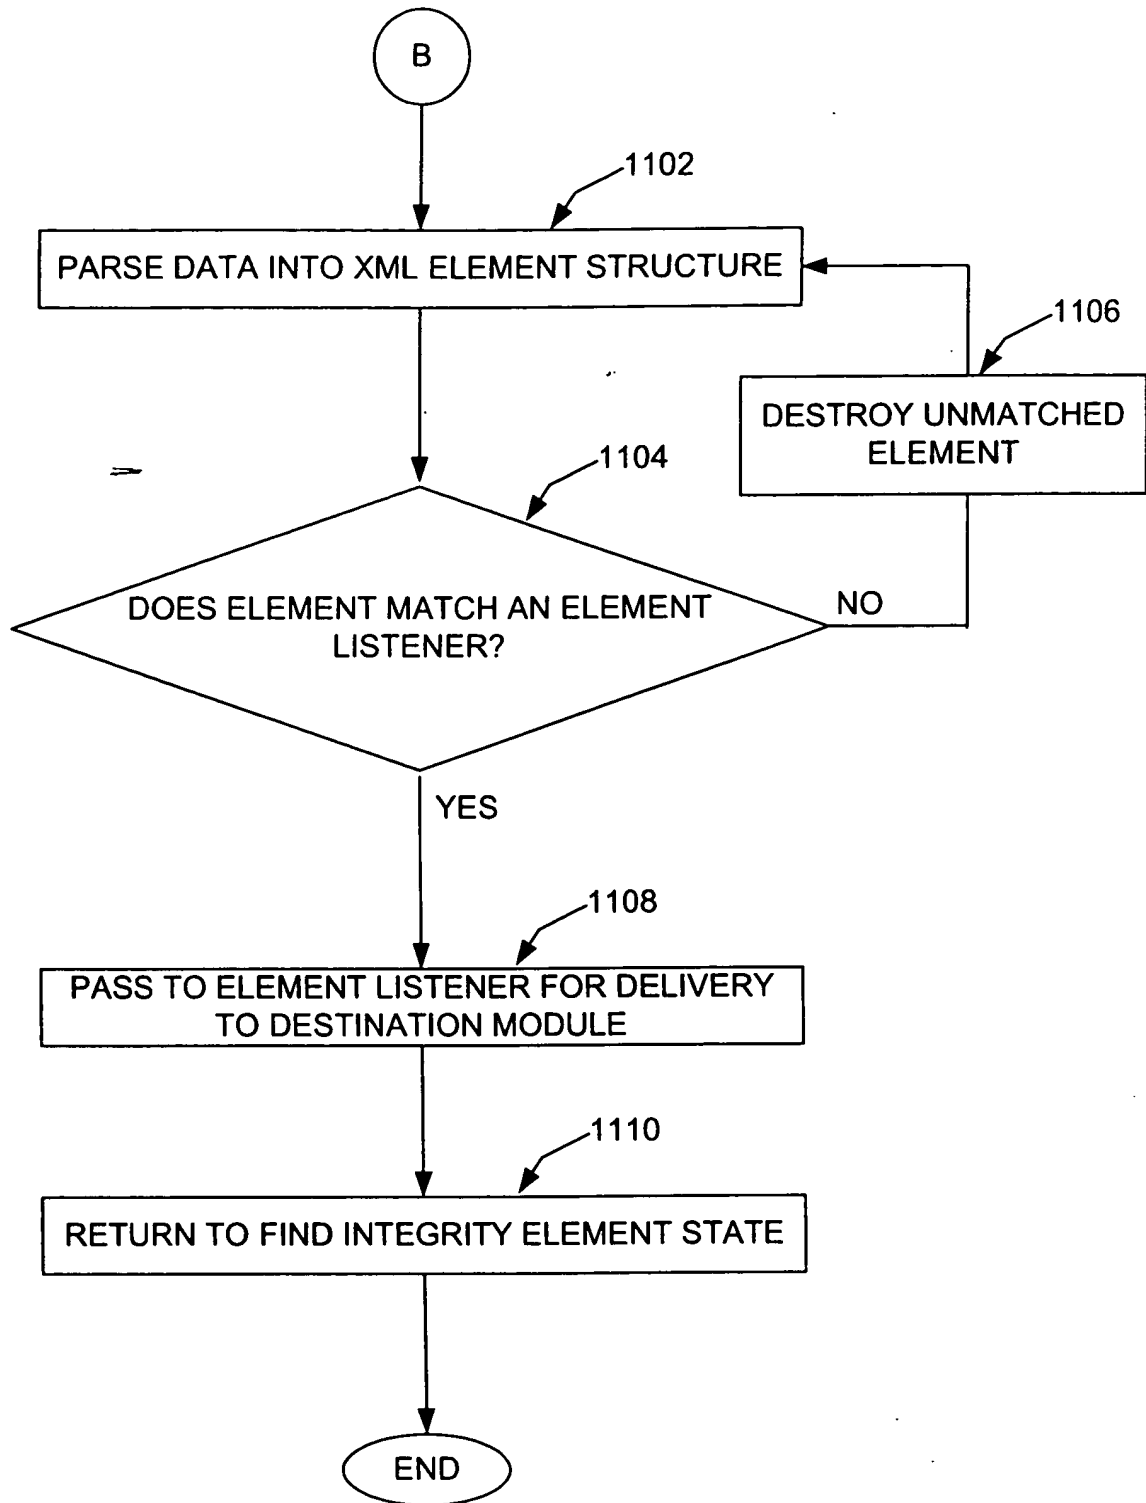 B
1102
PARSE DATA INTO XML ELEMENT STRUCTURE
1106
DESTROY UNMATCHED
ELEMENT
1104
DOES ELEMENT MATCH AN ELEMENT
LISTENER?
NO
YES
1108
PASS TO ELEMENT LISTENER FOR DELIVERY
TO DESTINATION MODULE
1110
RETURN TO FIND INTEGRITY ELEMENT STATE
END